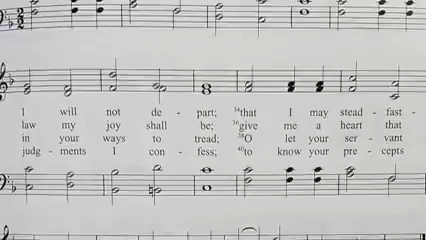 I will not de - part; 34that I may stead - fast -
law my joy shall be; 36give me a heart that
in your ways to tread; 38O let your ser - vant
judg - ments I con - fess; 40to know your pre - cepts